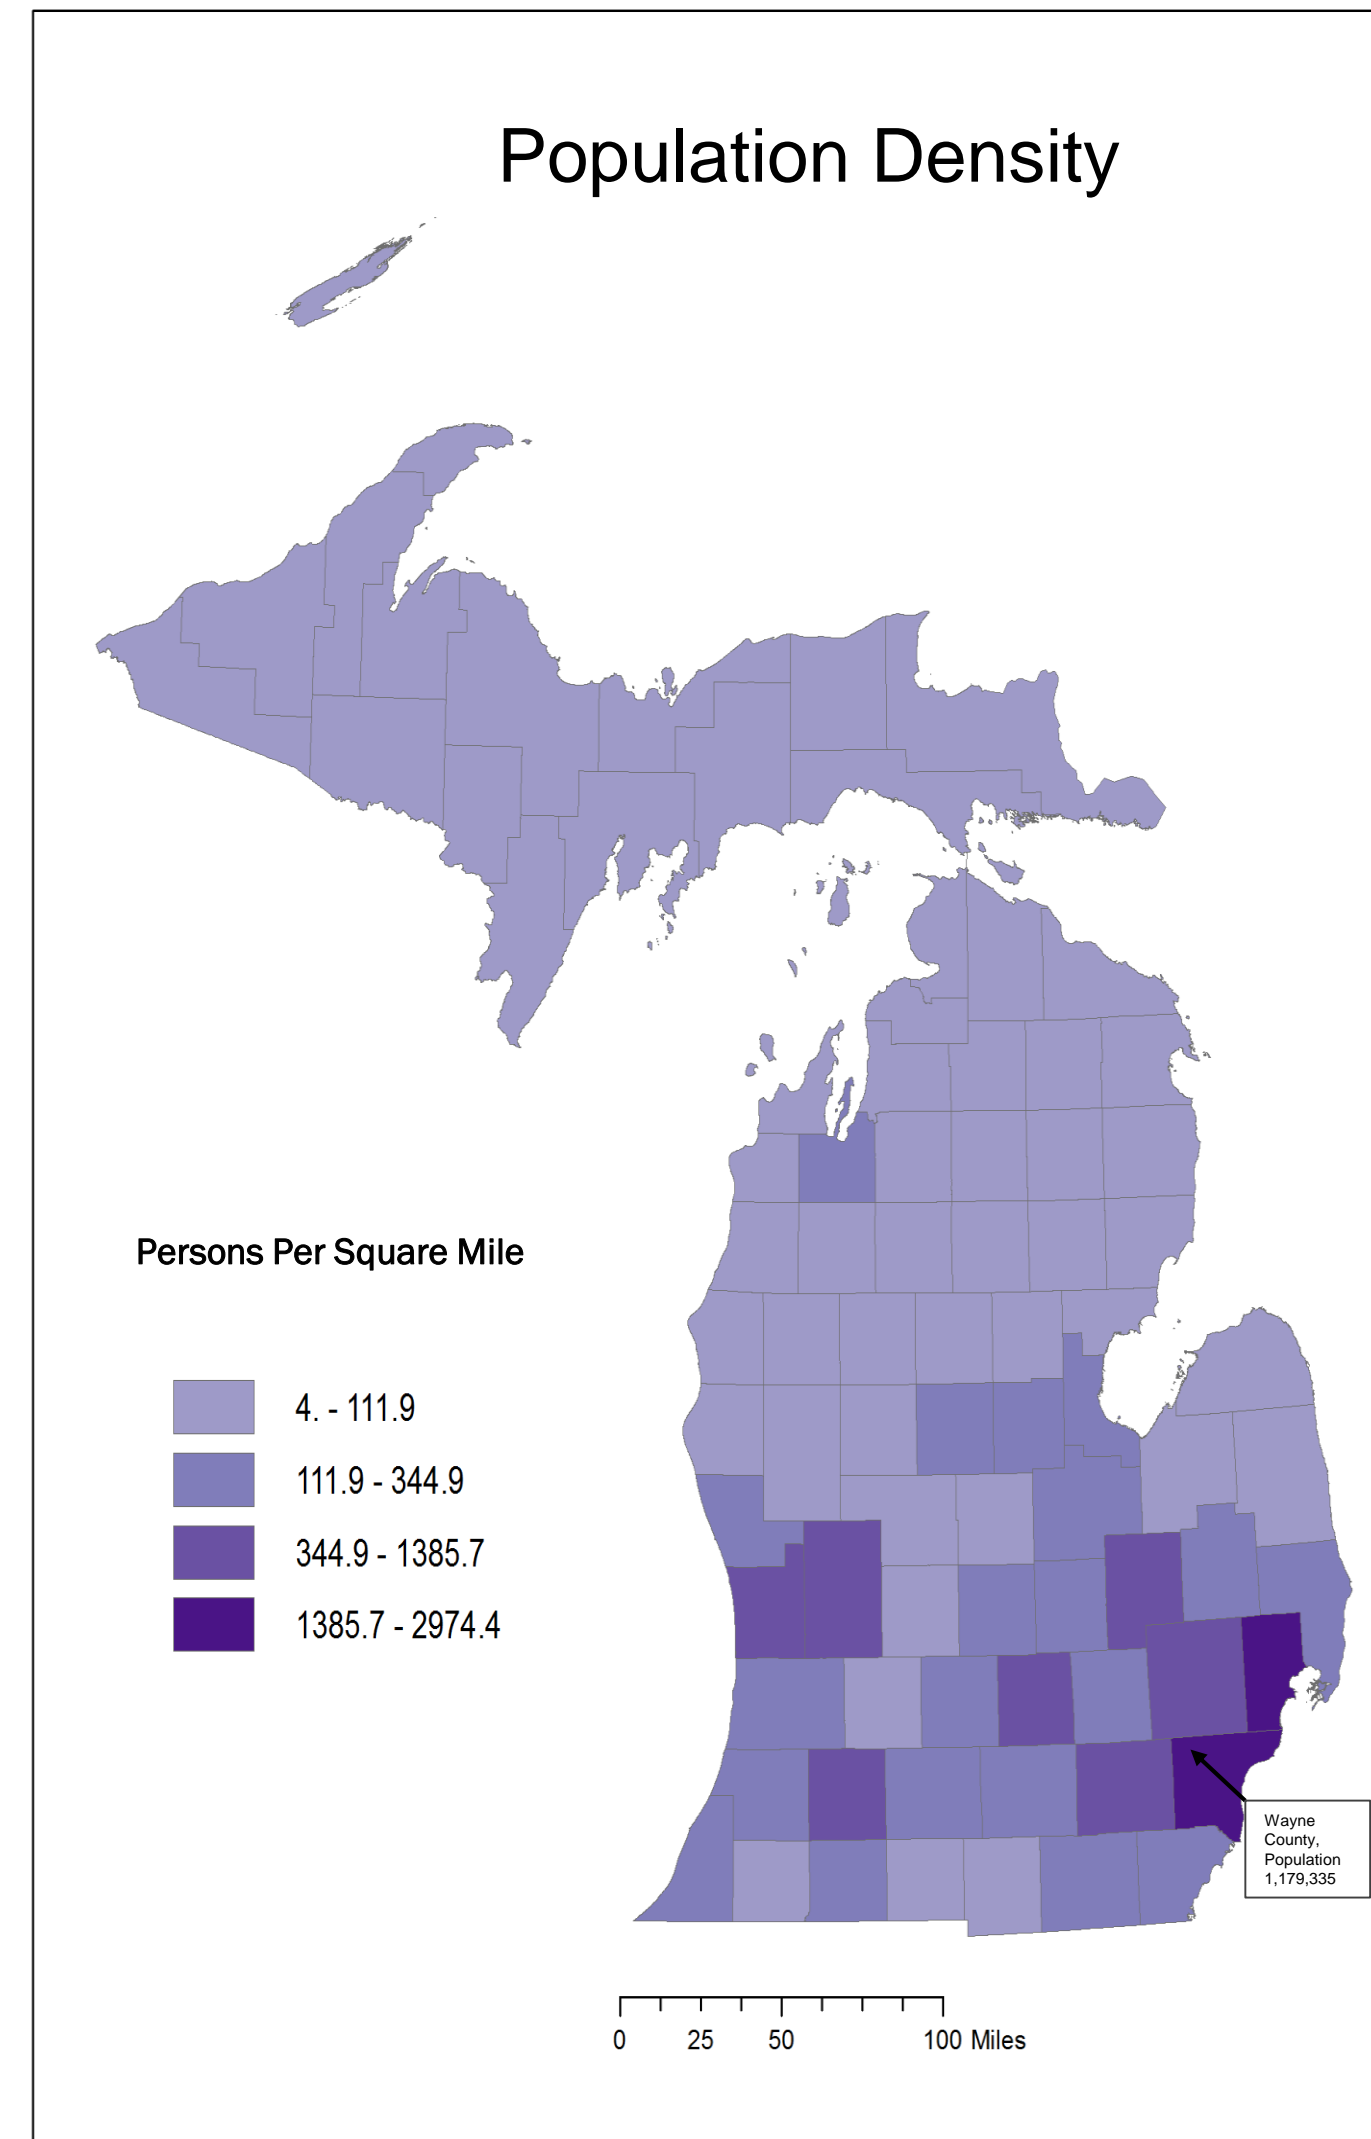 Population Density
Persons Per Square Mile
4. - 111.9
111.9 - 344.9
344.9 - 1385.7
1385.7 - 2974.4
Wayne
County,
Population
1,179,335
0 25 50 100 Miles